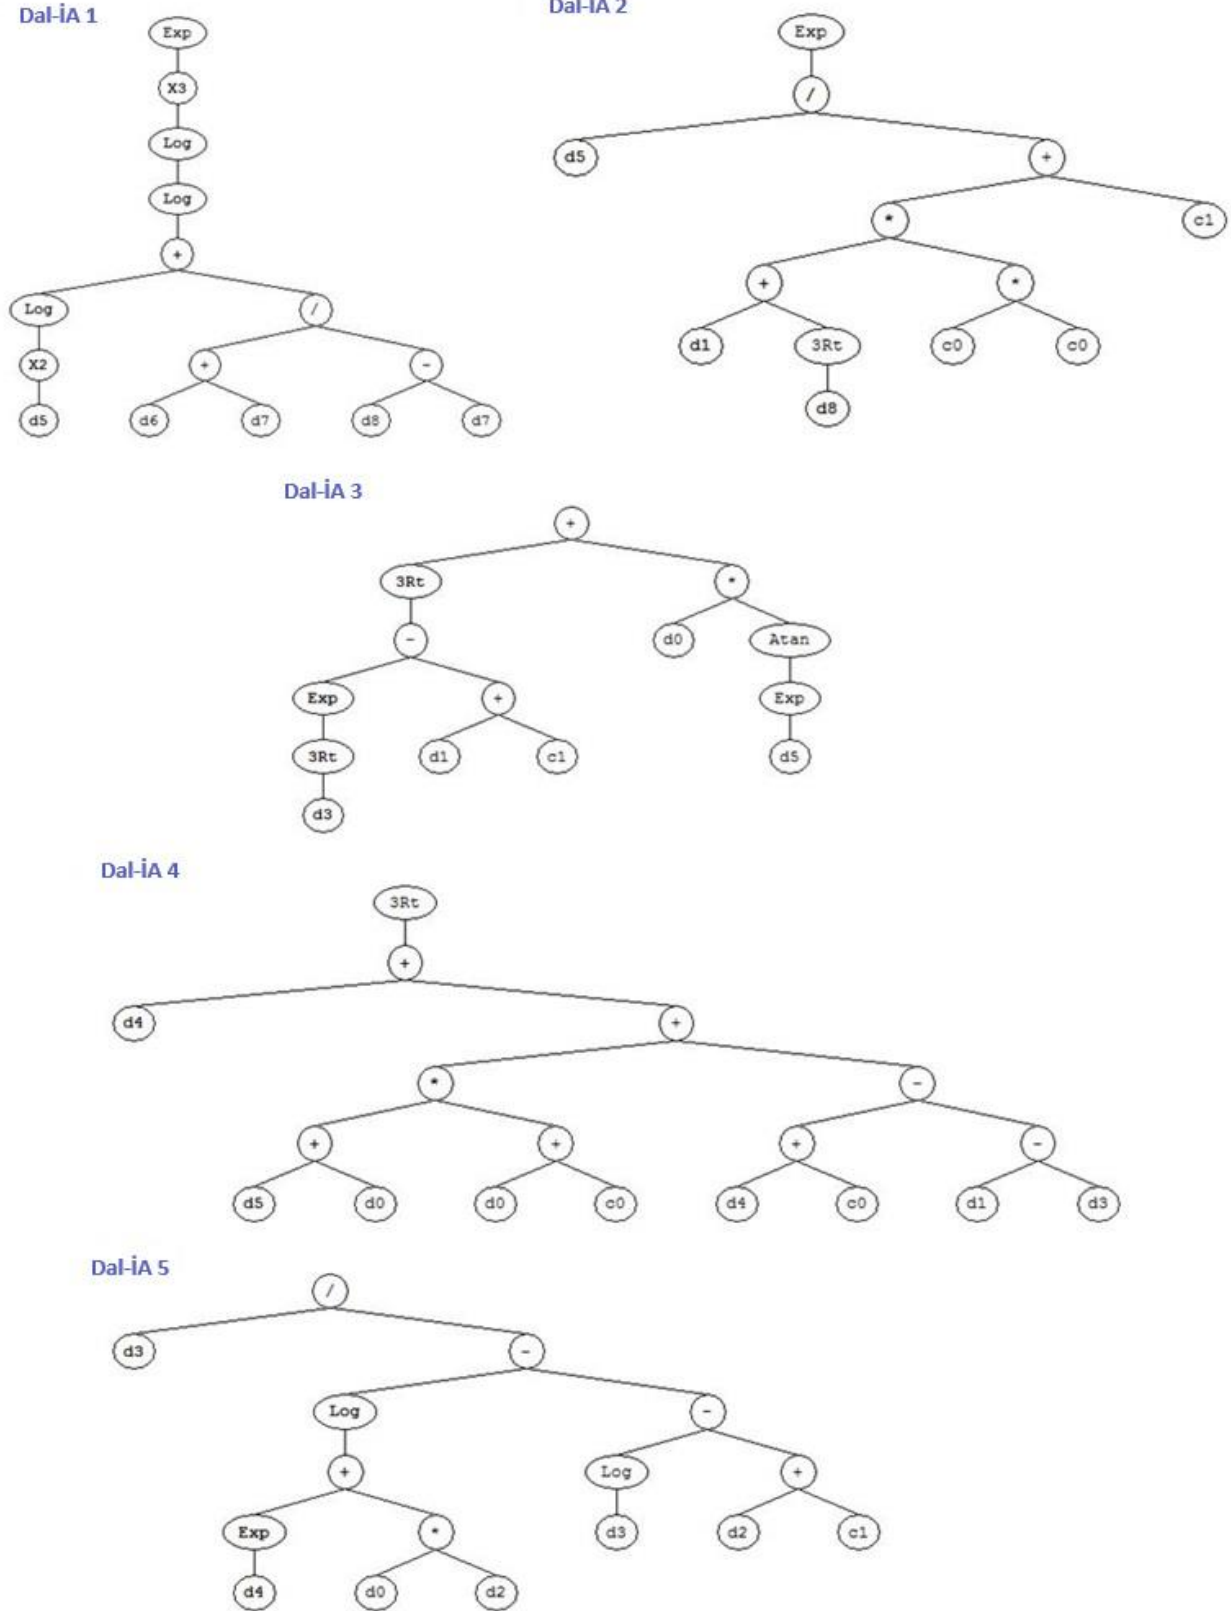 Dal-İA 1
Exp
X3
Log
Log
+
Log /
X2 + -
d5 d6 d7 d8 d7
Dal-İA 2
Exp
/
d5 +
* c1
+ *
d1 3Rt c0 c0
d8
Dal-İA 3
+
3Rt *
- d0 Atan
Exp + Exp
3Rt d1 c1 d5
d3
Dal-İA 4
3Rt
+
d4 +
* -
+ + + -
d5 d0 d0 c0 d4 c0 d1 d3
Dal-İA 5
/
d3 -
Log -
+ Log +
Exp * d3 d2 c1
d4 d0 d2